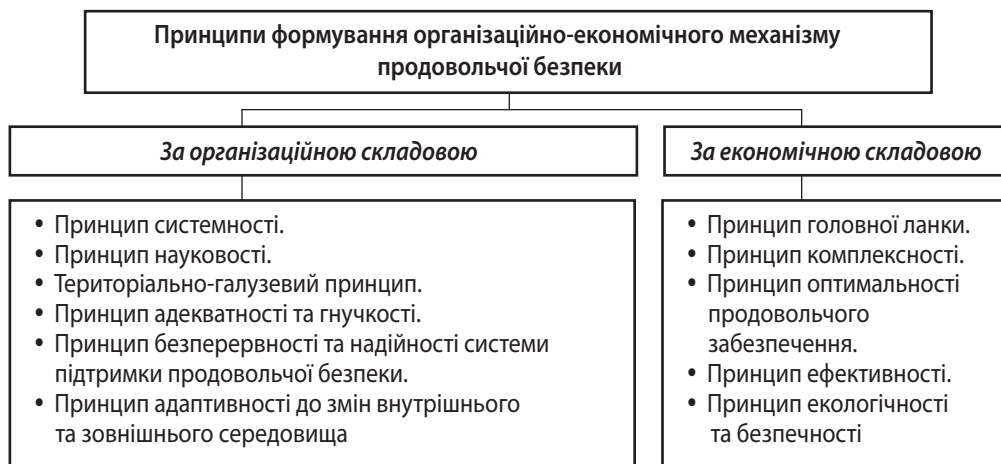 Принципи формування організаційно-економічного механізму
продовольчої безпеки
За організаційною складовою
• Принцип системності.
• Принцип науковості.
• Територіально-галузевий принцип.
• Принцип адекватності та гнучкості.
• Принцип безперервності та надійності системи
підтримки продовольчої безпеки.
• Принцип адаптивності до змін внутрішнього
та зовнішнього середовища
За економічною складовою
• Принцип головної ланки.
• Принцип комплексності.
• Принцип оптимальності
продовольчого
забезпечення.
• Принцип ефективності.
• Принцип екологічності
та безпечності